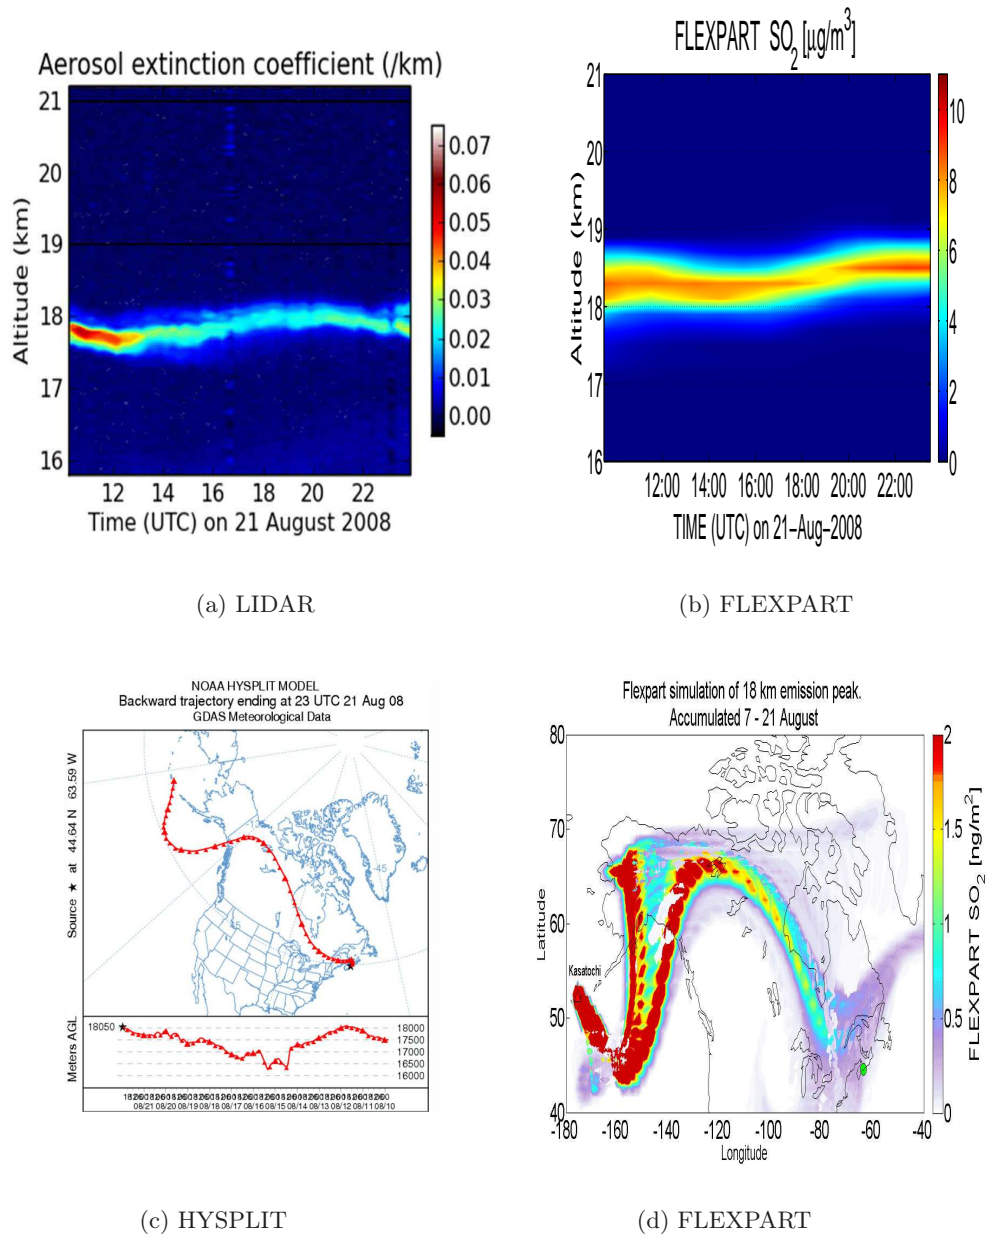 Aerosol extinction coefficient (/km)
Altitude (km)
21
20
19
18
17
16
12 14 16 18 20 22
Time (UTC) on 21 August 2008
0.07
0.06
0.05
0.04
0.03
0.02
0.01
0.00
(a) LIDAR
FLEXPART SO2 [μg/m3]
Altitude (km)
21
20
19
18
17
16
12:00 14:00 16:00 18:00 20:00 22:00
TIME (UTC) on 21–Aug–2008
10
8
6
4
2
0
(b) FLEXPART
NOAA HYSPLIT MODEL
Backward trajectory ending at 23 UTC 21 Aug 08
GDAS Meteorological Data
Source ★ at 44.64 N 63.59 W
45
Meters AGL
18050
18000
17500
17000
16500
16000
08/21 08/20 08/19 08/18 08/17 08/16 08/15 08/14 08/13 08/12 08/11 08/10
(c) HYSPLIT
Flexpart simulation of 18 km emission peak.
Accumulated 7 - 21 August
Latitude
80
70
60
50
40
Kasatochi
-180 -160 -140 -120 -100 -80 -60 -40
Longitude
2
1.5
1
0.5
0
FLEXPART SO2 [ng/m2]
(d) FLEXPART